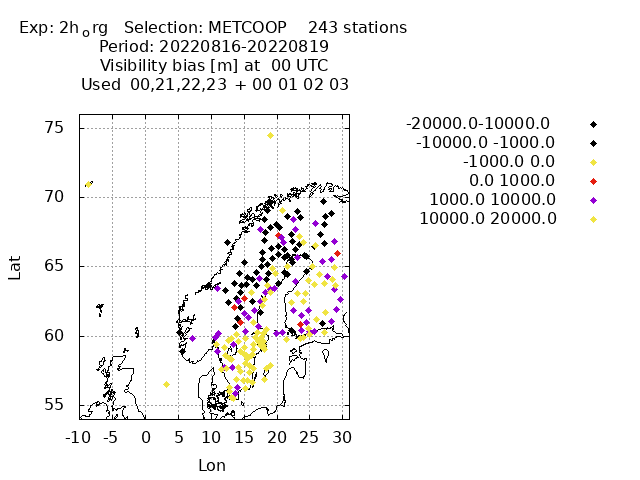 Exp: 2h₀rg   Selection: METCOOP    243 stations
Period: 20220816-20220819
Visibility bias [m] at  00 UTC
Used  00,21,22,23  + 00 01 02 03
-20000.0-10000.0
-10000.0 -1000.0
-1000.0 0.0
0.0 1000.0
1000.0 10000.0
10000.0 20000.0
75
70
65
60
55
Lat
-10 -5 0 5 10 15 20 25 30
Lon